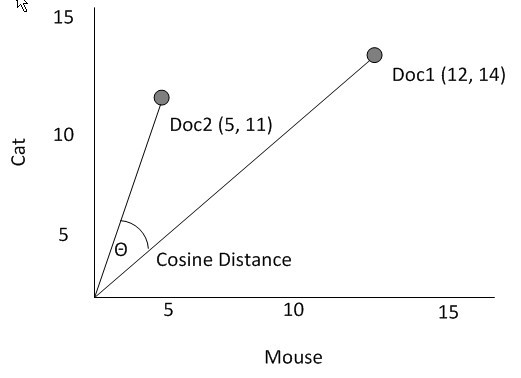 15
Doc1 (12, 14)
Doc2 (5, 11)
10
Cat
5
Θ
Cosine Distance
5
10
15
Mouse